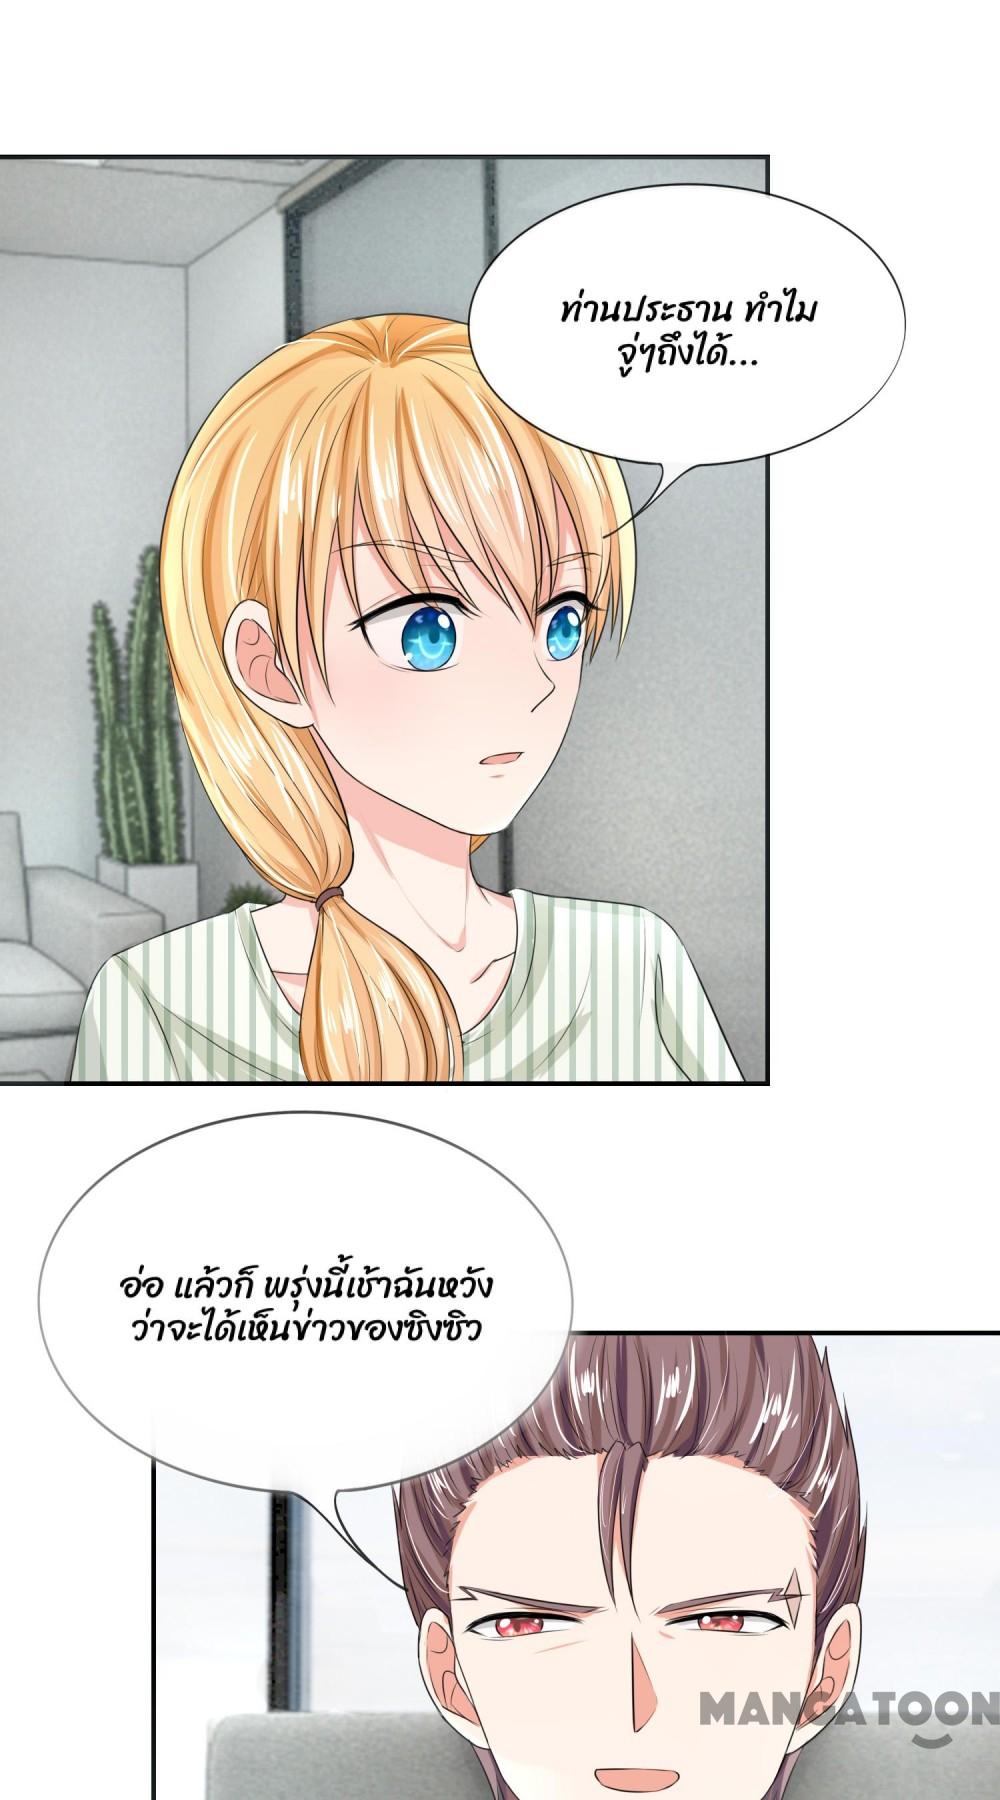 ท่านประธาน ทำไม
จู่ๆถึงได้...
อ่อ แล้วก็ พรุ่งนี้เช้าฉันหวัง
ว่าจะได้เห็นข่าวของซิงซิว
MANGATOON